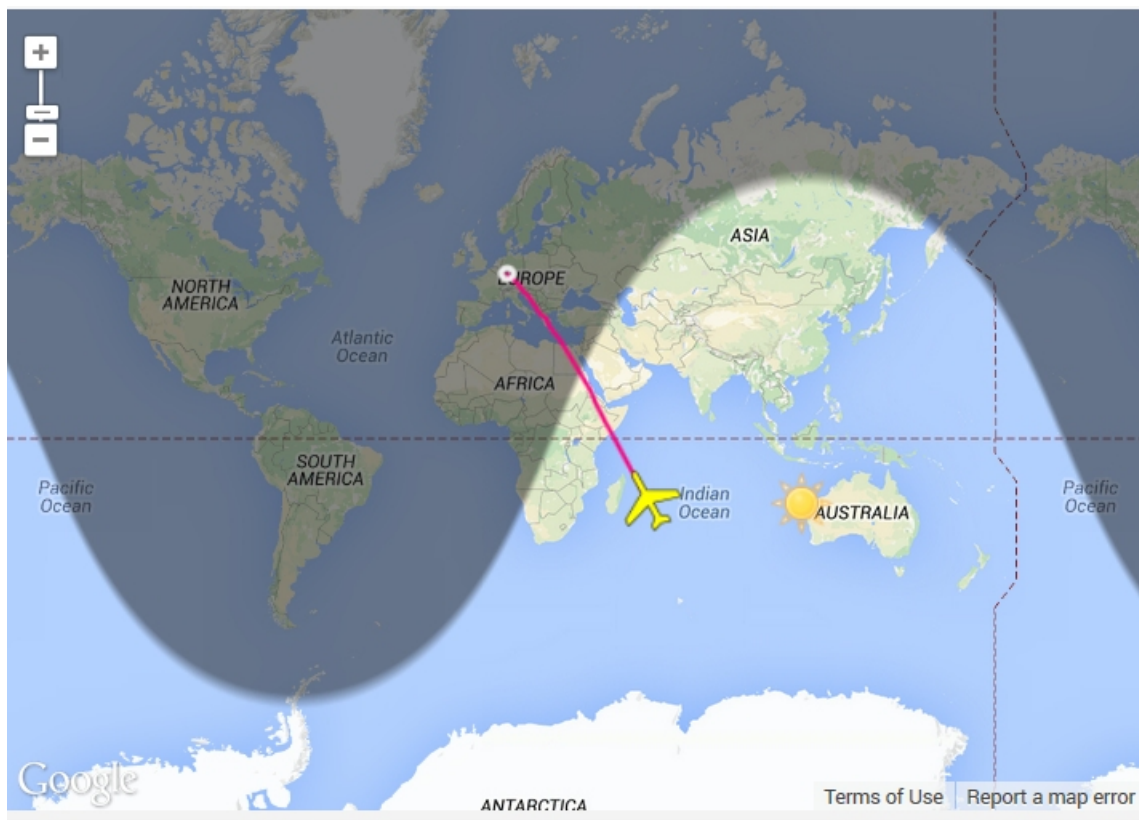 ASIA
EUROPE
NORTH
AMERICA
Atlantic
Ocean
AFRICA
SOUTH
AMERICA
Pacific
Ocean
Indian
Ocean
AUSTRALIA
Pacific
Ocean
Google
ANTARCTICA
Terms of Use
Report a map error